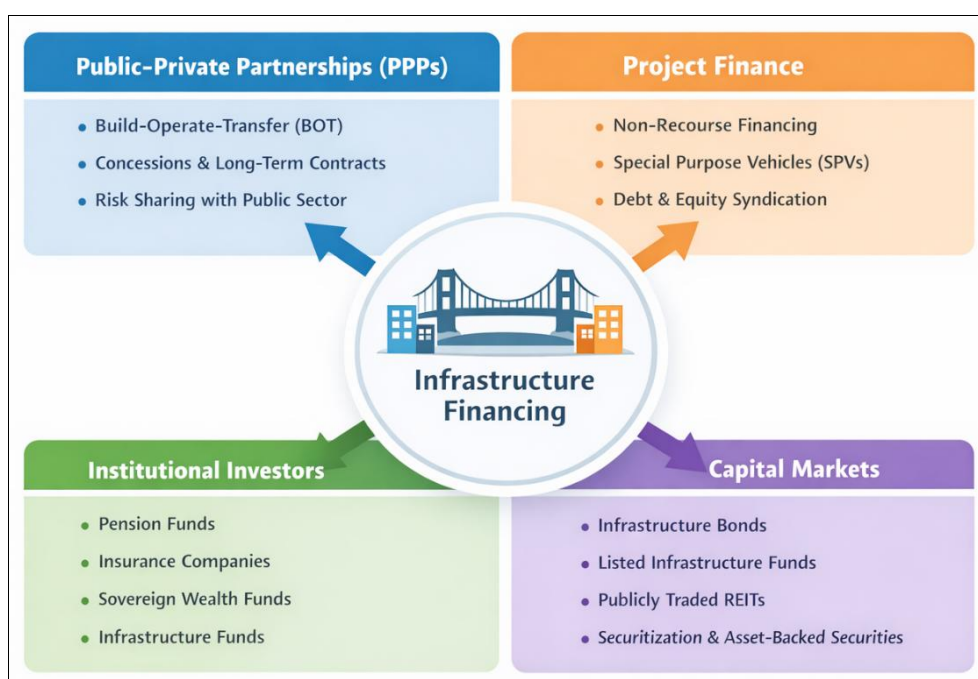 Public-Private Partnerships (PPPs)
• Build-Operate-Transfer (BOT)
• Concessions & Long-Term Contracts
• Risk Sharing with Public Sector
Project Finance
• Non-Recourse Financing
• Special Purpose Vehicles (SPVs)
• Debt & Equity Syndication
Infrastructure
Financing
Institutional Investors
• Pension Funds
• Insurance Companies
• Sovereign Wealth Funds
• Infrastructure Funds
Capital Markets
• Infrastructure Bonds
• Listed Infrastructure Funds
• Publicly Traded REITs
• Securitization & Asset-Backed Securities